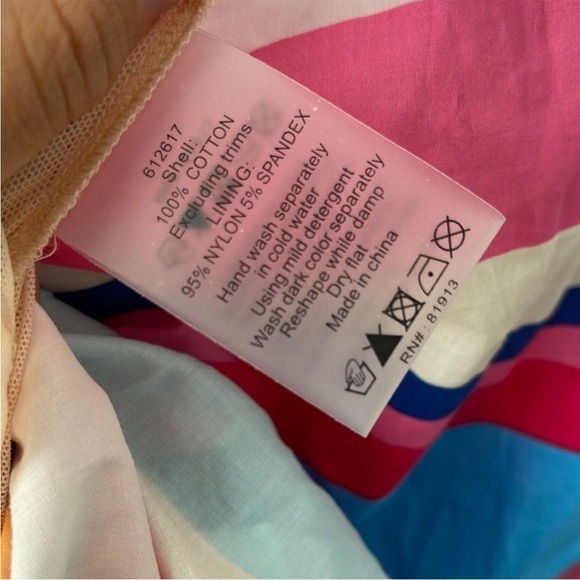 612617
Shell:
100% COTTON
Excluding trims
LINING:
95% NYLON 5% SPANDEX
Hand wash separately
in cold water
Using mild detergent
Wash dark color separately
Reshape while damp
Dry flat
Made in china
RN#: 81913